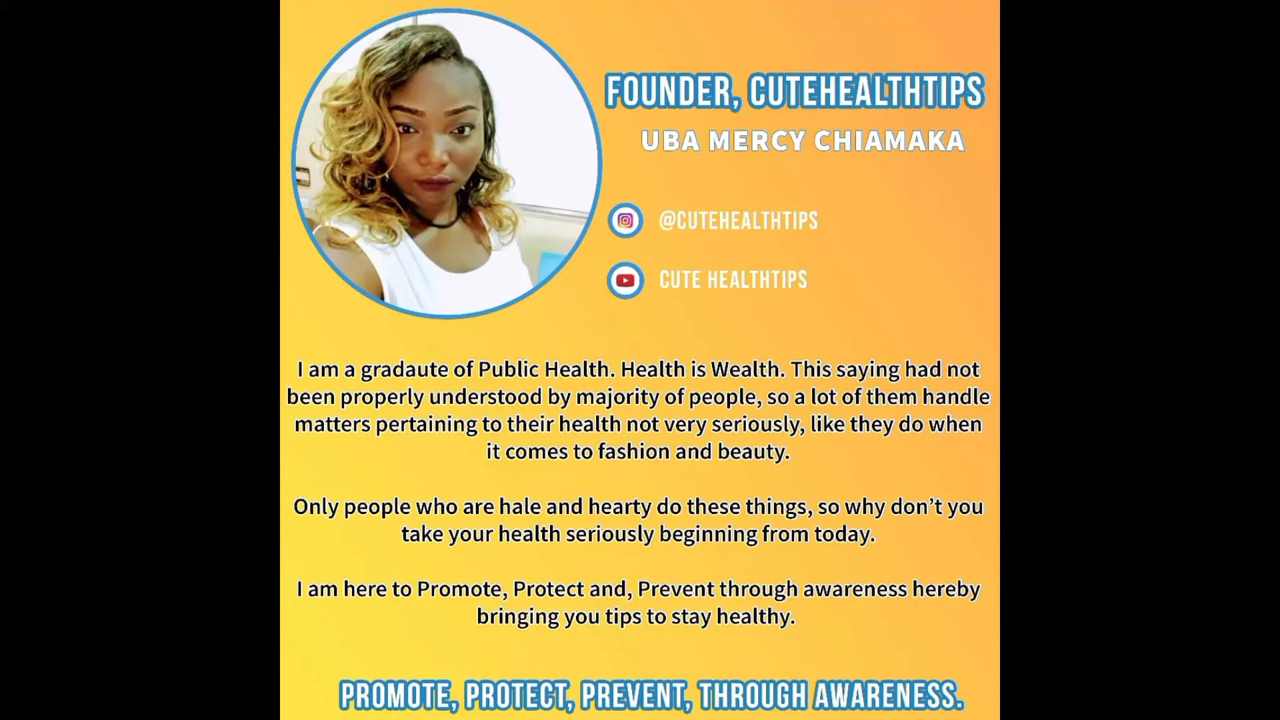 FOUNDER, CUTEHEALTHTIPS
UBA MERCY CHIAMAKA
@CUTEHEALTHTIPS
CUTE HEALTHTIPS
I am a gradaute of Public Health. Health is Wealth. This saying had not
been properly understood by majority of people, so a lot of them handle
matters pertaining to their health not very seriously, like they do when
it comes to fashion and beauty.
Only people who are hale and hearty do these things, so why don’t you
take your health seriously beginning from today.
I am here to Promote, Protect and, Prevent through awareness hereby
bringing you tips to stay healthy.
PROMOTE, PROTECT, PREVENT, THROUGH AWARENESS.